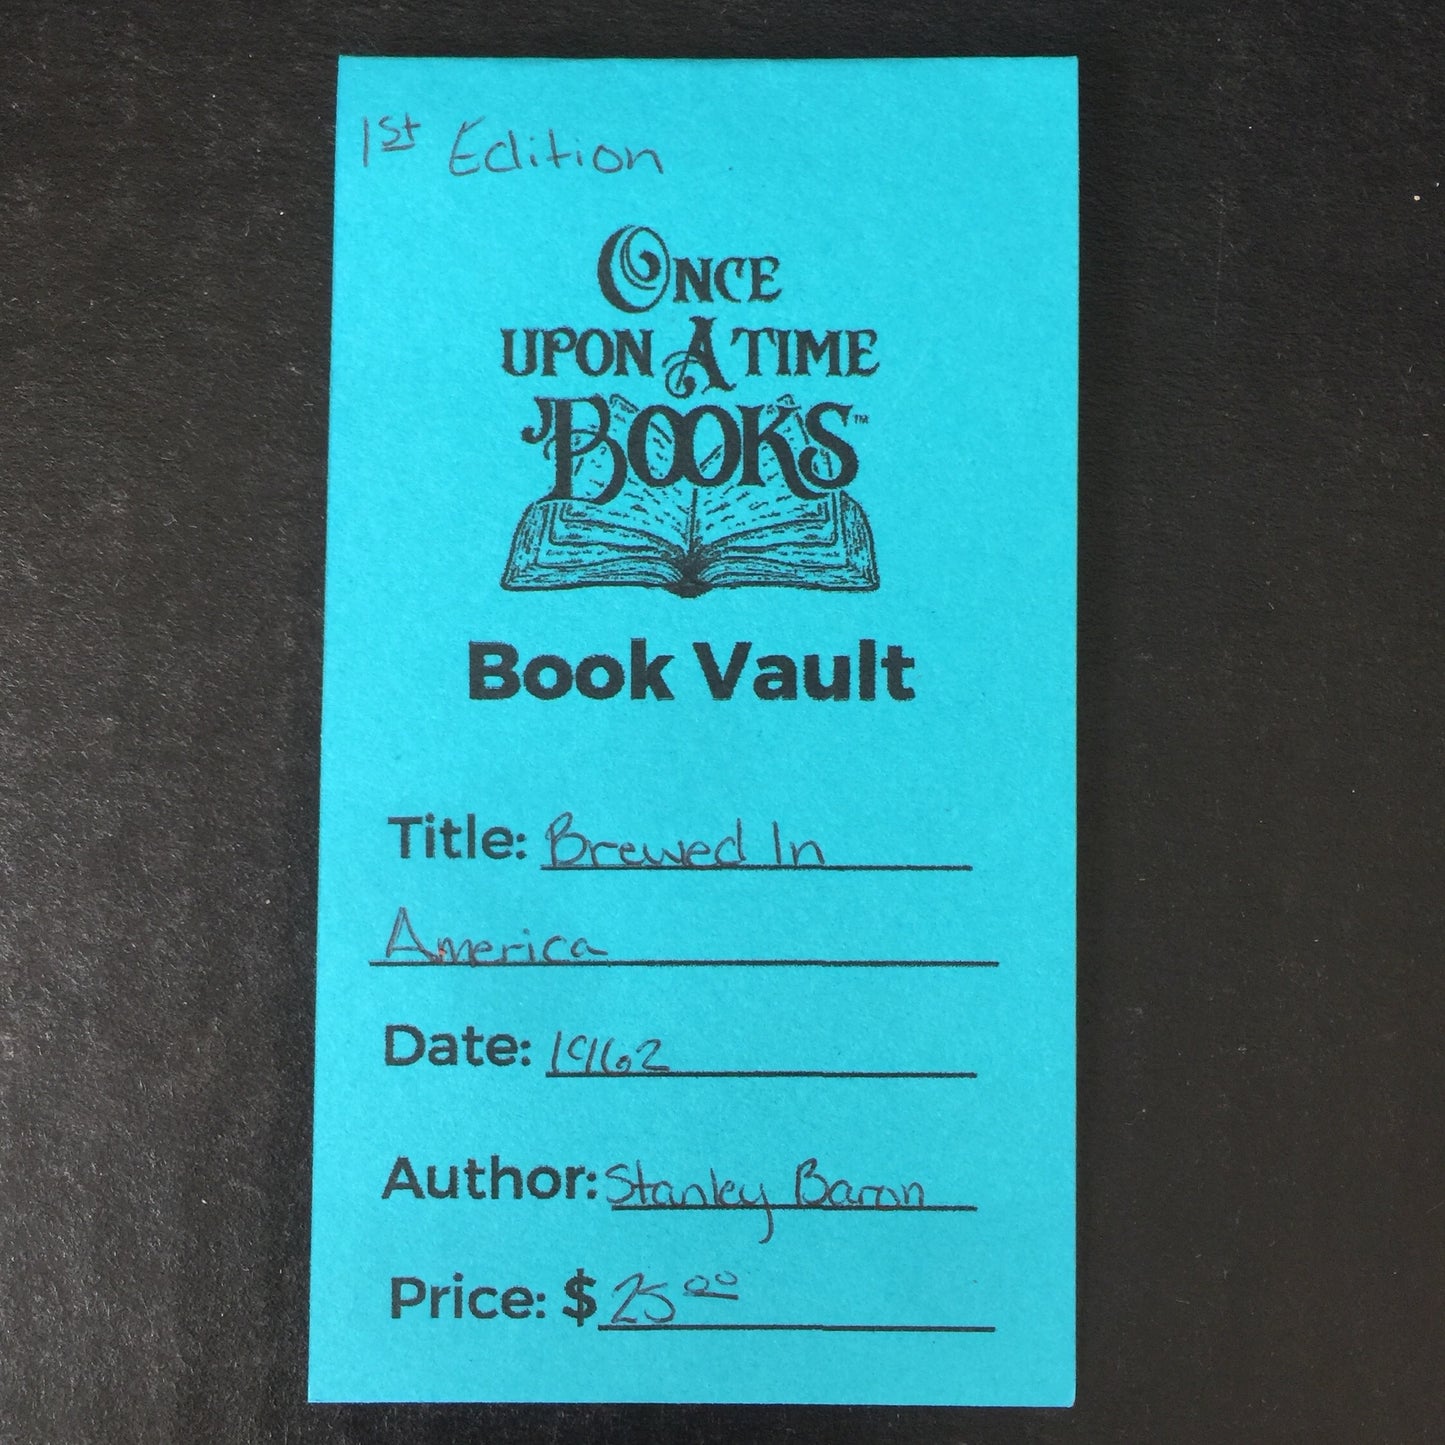 1st Edition
ONCE
UPON A TIME
BOOKS™
Book Vault
Title: Brewed In
America
Date: 1962
Author: Stanley Baron
Price: $ 25 00